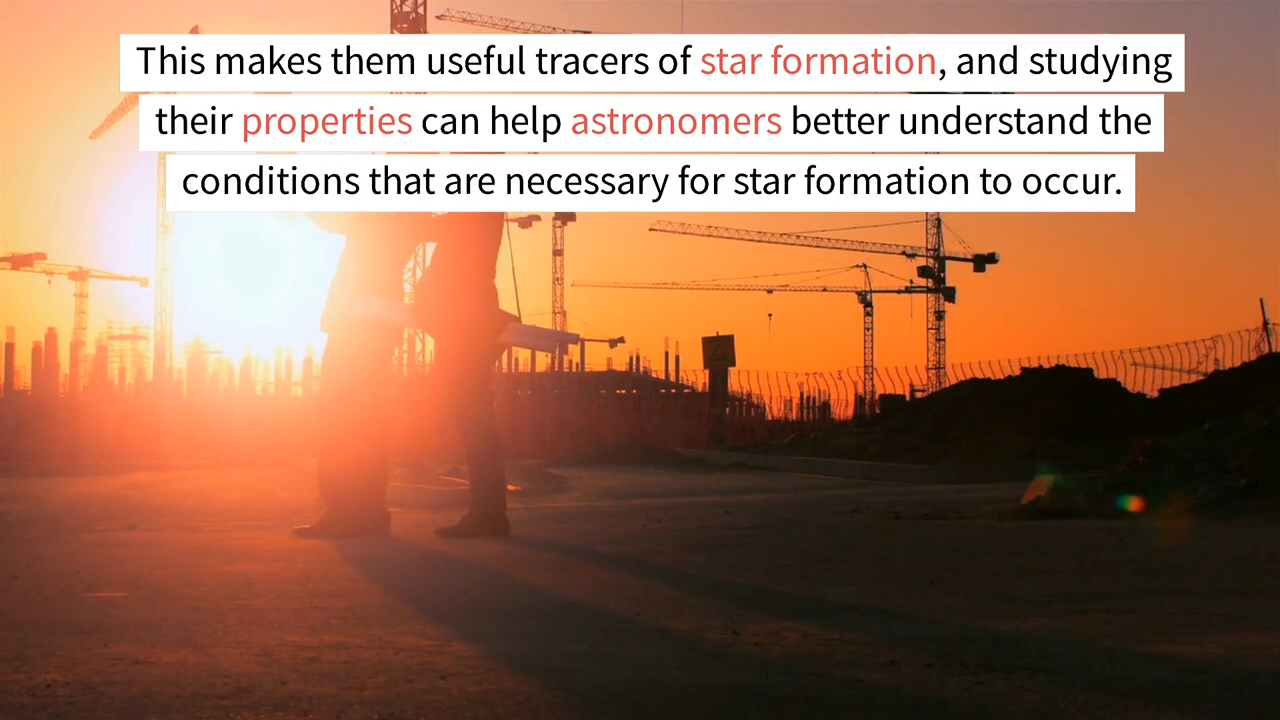 This makes them useful tracers of star formation, and studying
their properties can help astronomers better understand the
conditions that are necessary for star formation to occur.